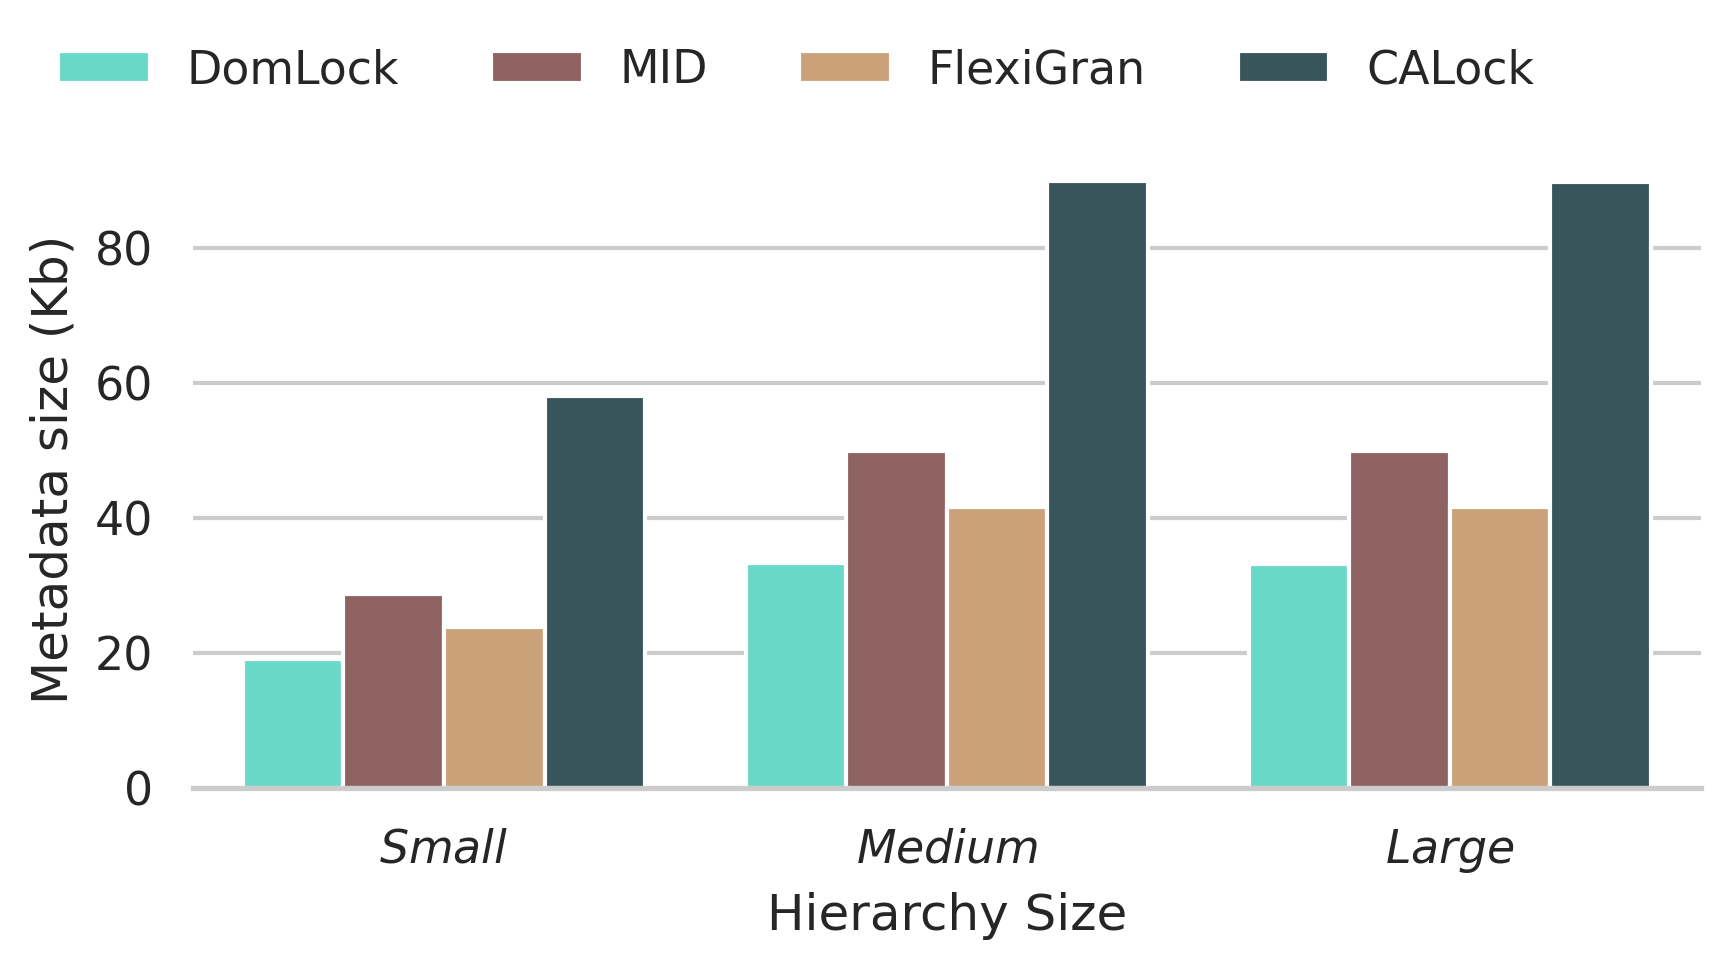 DomLock MID FlexiGran CALock
Metadata size (Kb)
80
60
40
20
0
Small Medium Large
Hierarchy Size